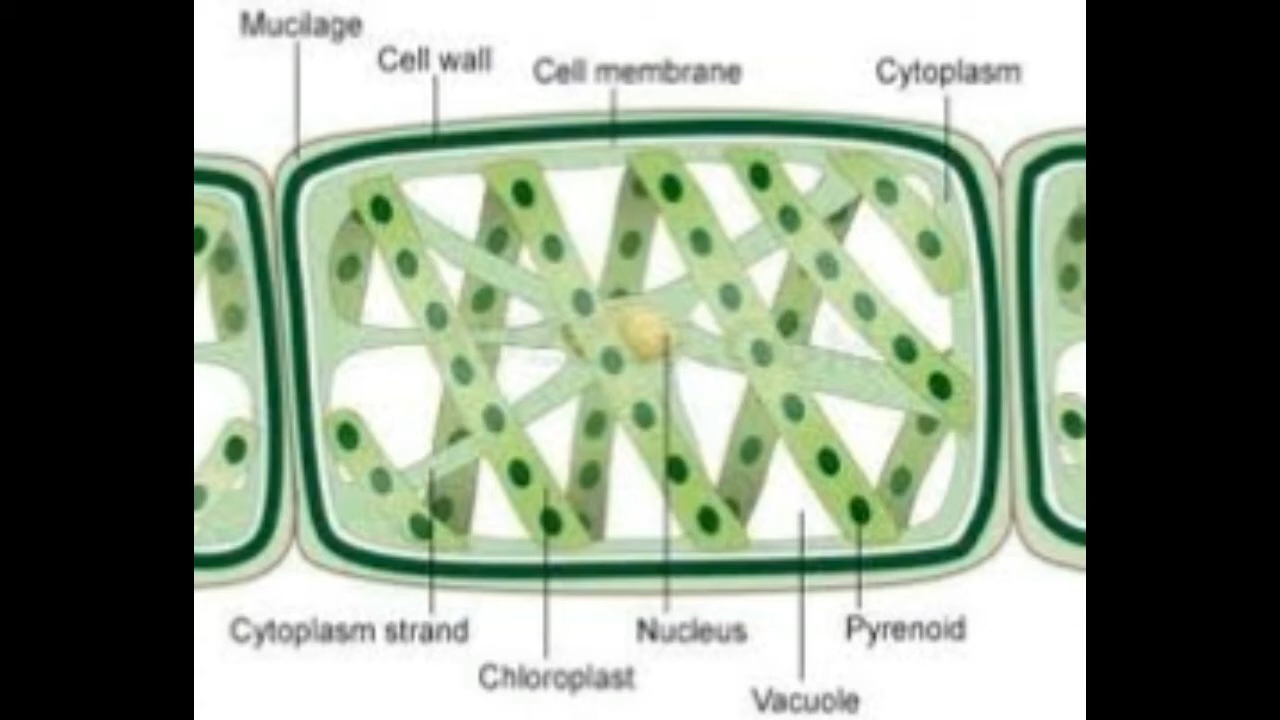 Mucilage
Cell wall
Cell membrane
Cytoplasm
Cytoplasm strand
Chloroplast
Nucleus
Vacuole
Pyrenoid